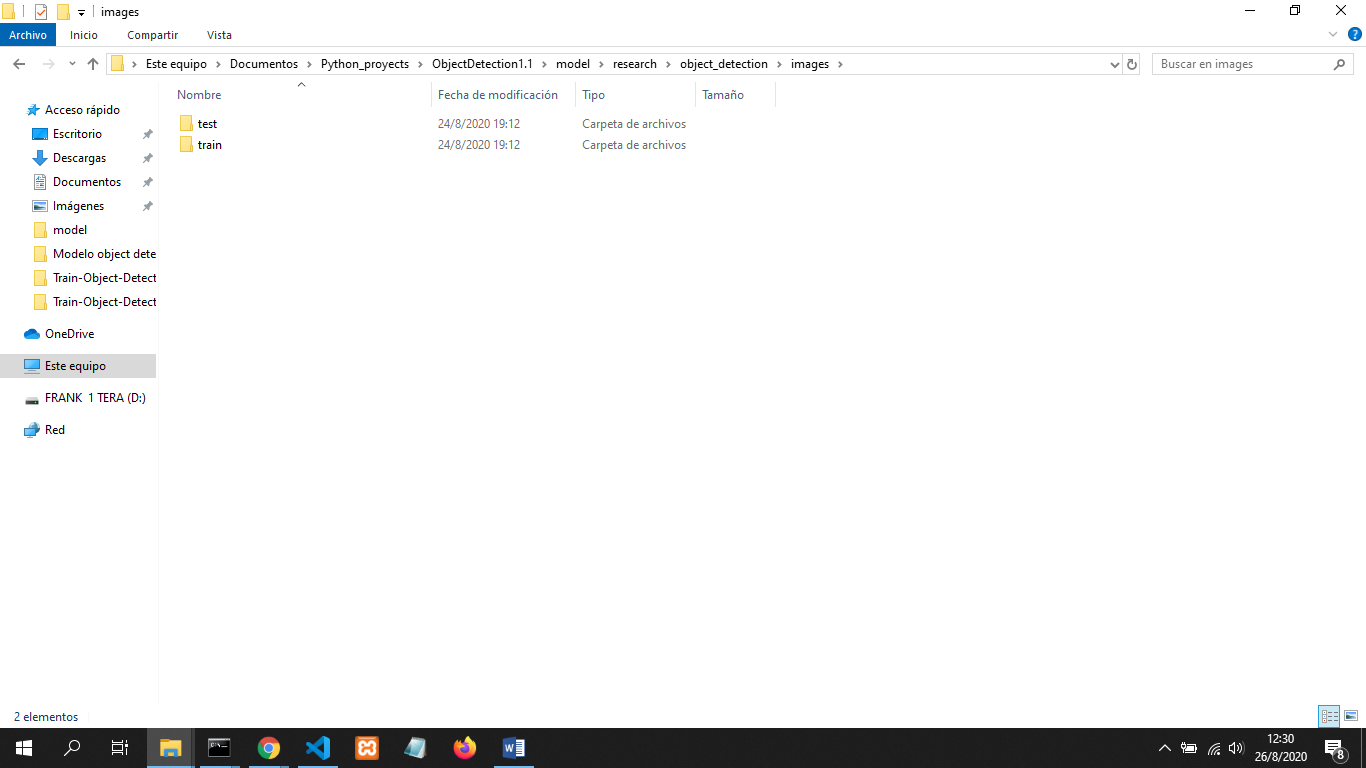 images
Archivo Inicio Compartir Vista
Este equipo Documentos Python_proyects ObjectDetection1.1 model research object_detection images
Buscar en images
Nombre Fecha de modificación Tipo Tamaño
test 24/8/2020 19:12 Carpeta de archivos
train 24/8/2020 19:12 Carpeta de archivos
Acceso rápido
Escritorio
Descargas
Documentos
Imágenes
model
Modelo object dete
Train-Object-Detect
Train-Object-Detect
OneDrive
Este equipo
FRANK 1 TERA (D:)
Red
2 elementos
12:30
26/8/2020
8